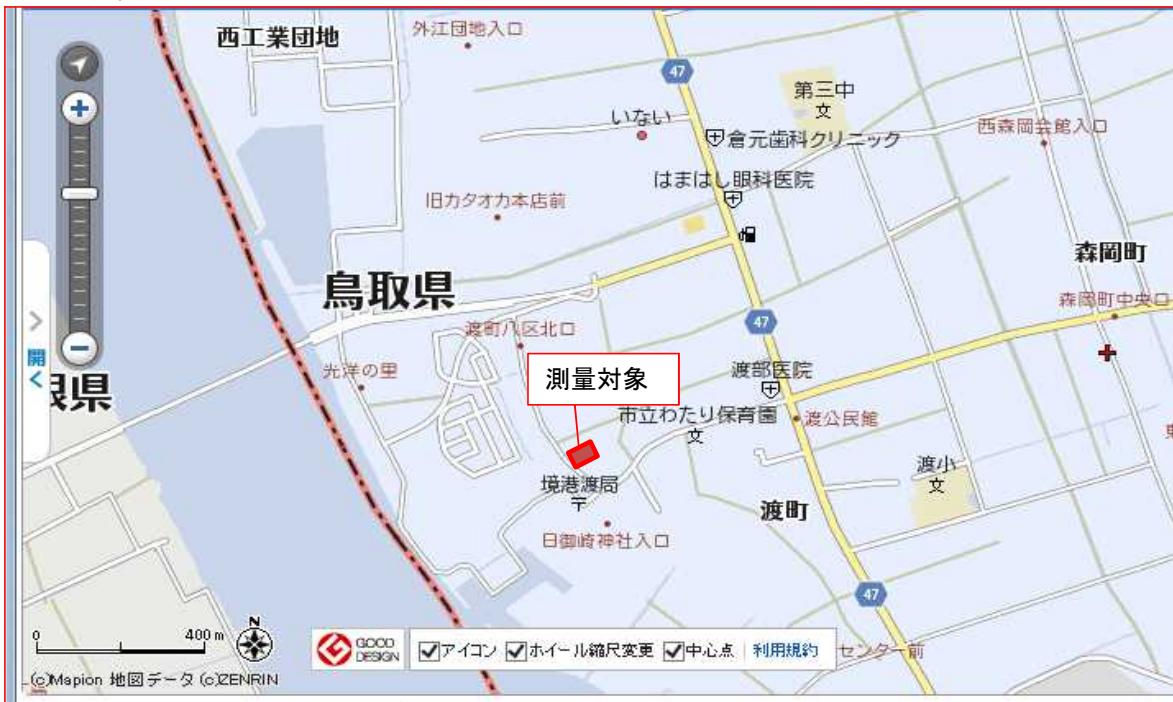 西工業団地
外江団地入口
47
第三中
文
いない
倉元歯科クリニック
西森岡会館入口
はまはし眼科医院
旧カタオカ本店前
森岡町
鳥取県
森岡町中央口
渡町八区北口
47
開く
光洋の里
測量対象
渡部医院
根県
市立わたり保育園
文
渡公民館
渡小
文
境港渡局
〒
渡町
日御崎神社入口
47
N
0
400m
GOOD DESIGN
アイコン ホイール縮尺変更 中心点 利用規約
センター前
(c)Mapion 地図データ (c)ZENRIN